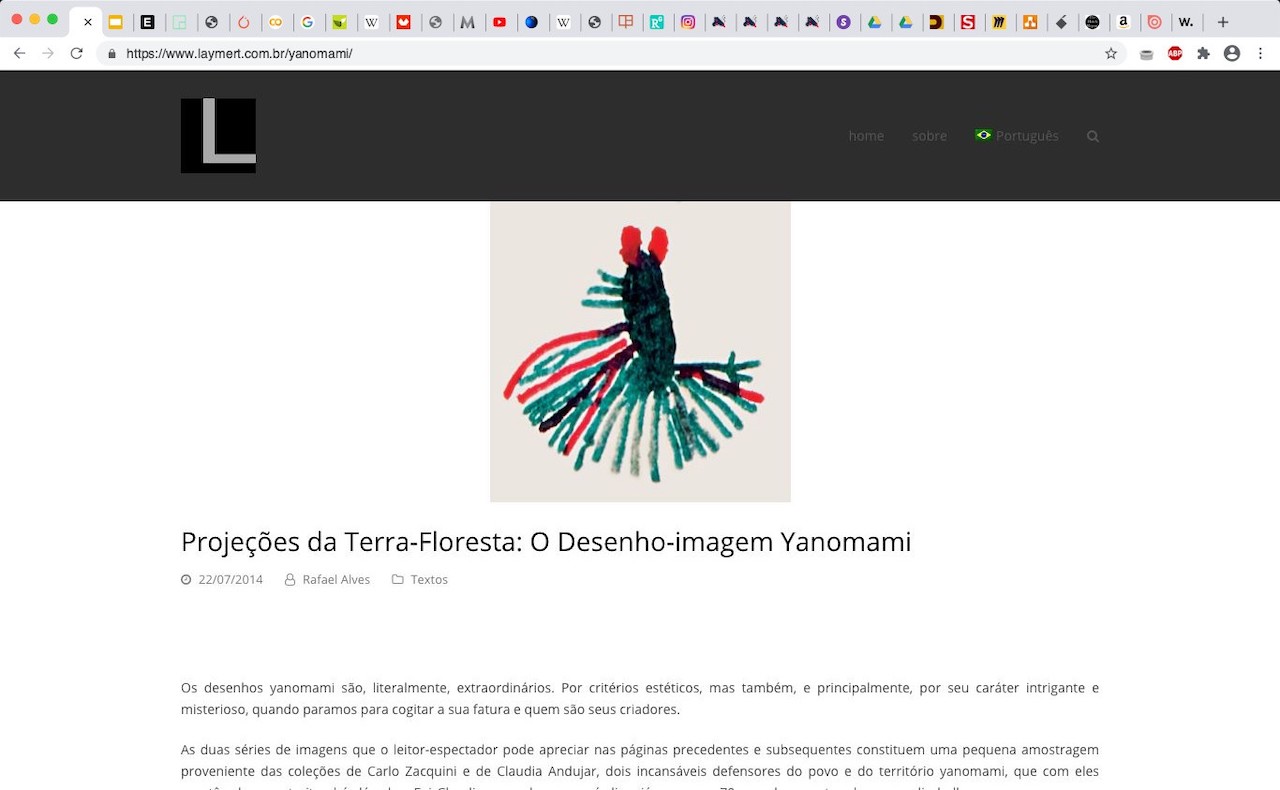 https://www.laymert.com.br/yanomami/
ABP
L
home sobre Português
Projeções da Terra-Floresta: O Desenho-imagem Yanomami
22/07/2014 Rafael Alves Textos
Os desenhos yanomami são, literalmente, extraordinários. Por critérios estéticos, mas também, e principalmente, por seu caráter intrigante e
misterioso, quando paramos para cogitar a sua fatura e quem são seus criadores.
As duas séries de imagens que o leitor-espectador pode apreciar nas páginas precedentes e subsequentes constituem uma pequena amostragem
proveniente das coleções de Carlo Zacquini e de Claudia Andujar, dois incansáveis defensores do povo e do território yanomami, que com eles